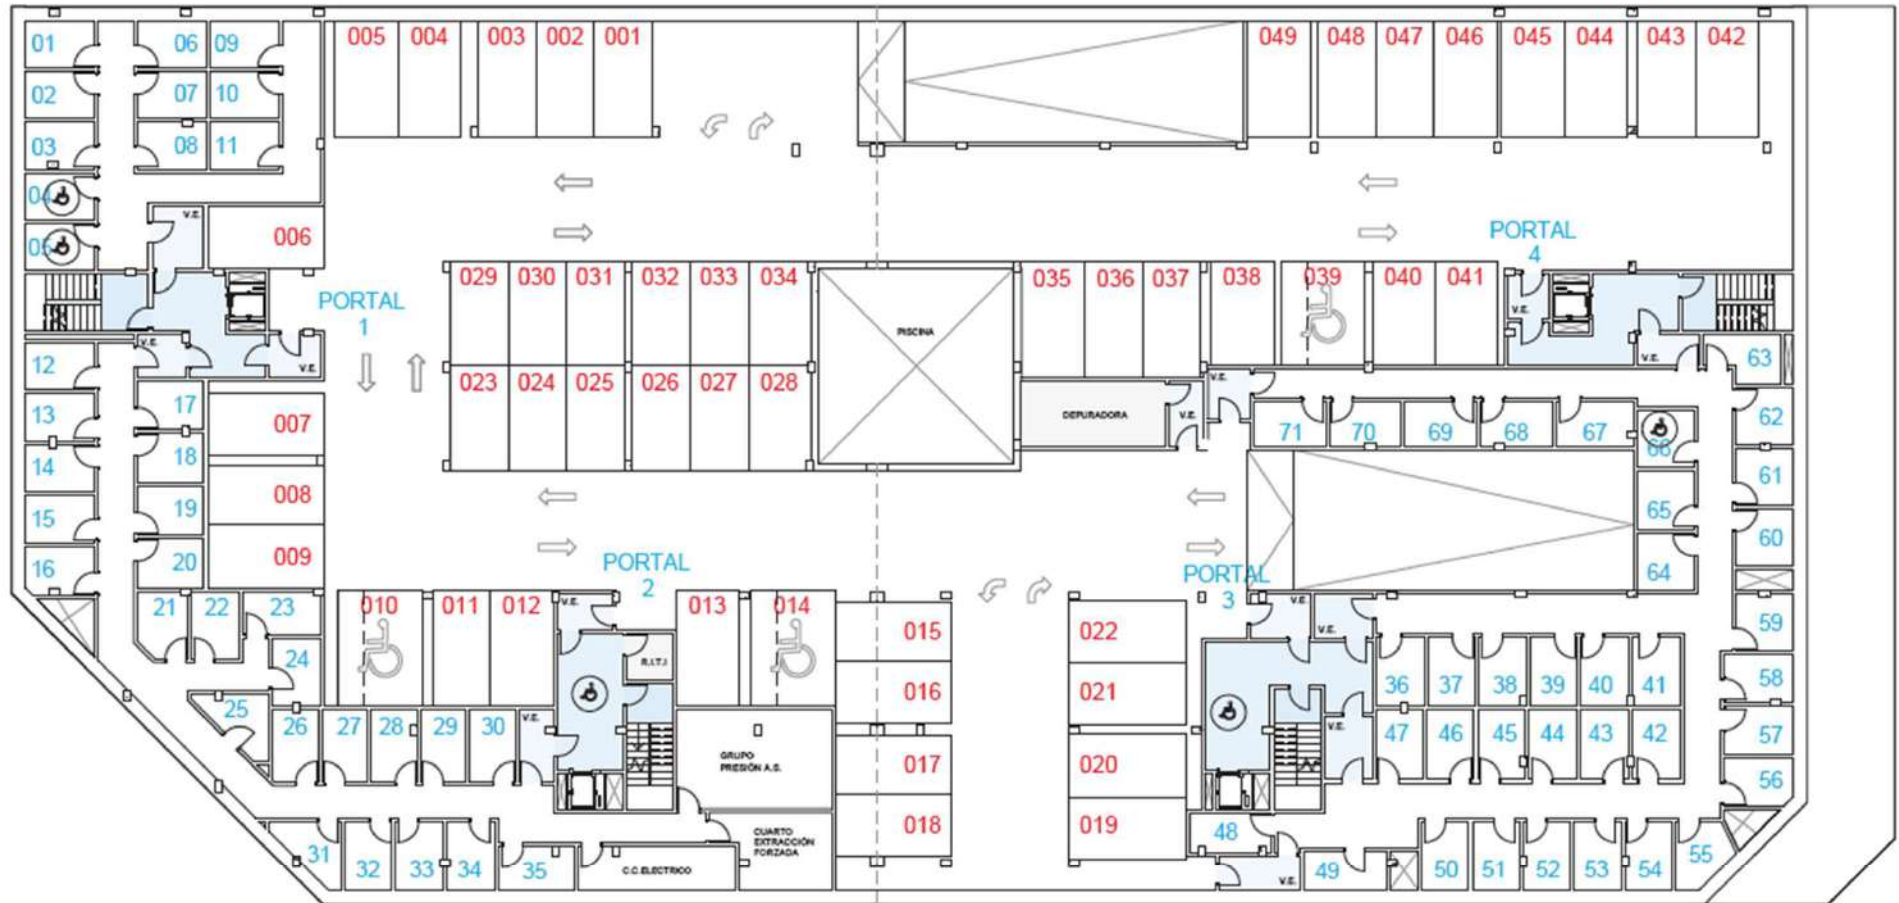 01 06 09 005 004 003 002 001 049 048 047 046 045 044 043 042
02 07 10
03 08 11
04
V.E.
05 006
PORTAL
4
029 030 031 032 033 034 035 036 037 038 039 040 041
PORTAL
1
V.E.
PISCINA
V.E.
V.E.
V.E.
12 63
023 024 025 026 027 028
V.E.
13 17 007 DEPURADORA V.E. 71 70 69 68 67 62
66
14 18 61
008
15 19 65
16 20 009 60
PORTAL
2
PORTAL
3
64
21 22 23 010 011 012 V.E. 013 014 V.E.
015 022 V.E. 59
24 R.I.T.I
016 021 36 37 38 39 40 41 58
25 26 27 28 29 30 V.E. V.E. 47 46 45 44 43 42 57
GRUPO
PRESIÓN A.S.
017 020 56
018 019 48
31 32 33 34 35
CUARTO
EXTRACCIÓN
FORZADA
C.C.ELECTRICO
V.E. 49 50 51 52 53 54 55